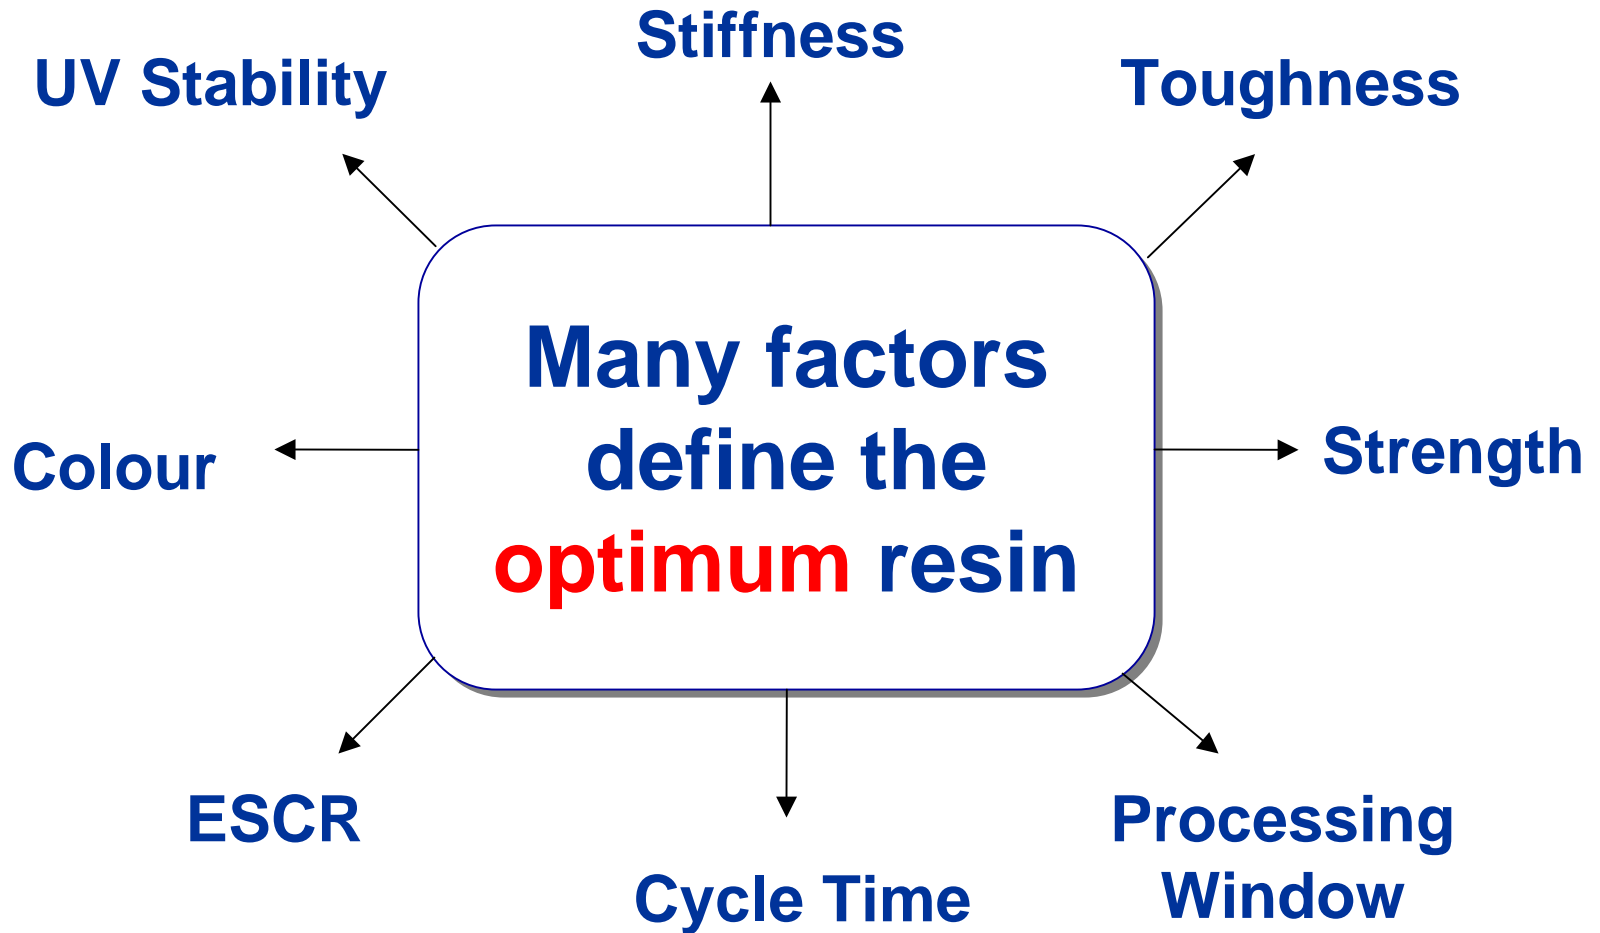 Stiffness
UV Stability
Toughness
Many factors
define the
optimum resin
Colour
Strength
ESCR
Processing
Window
Cycle Time